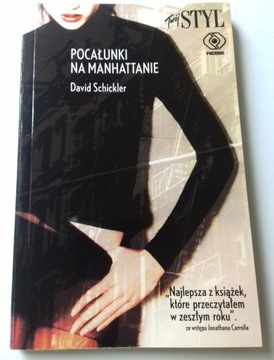 Twój STYL
POCAŁUNKI
NA MANHATTANIE
David Schickler
„Najlepsza z książek,
które przeczytałem
w zeszłym roku".
ze wstępu Jonathana Carrolla